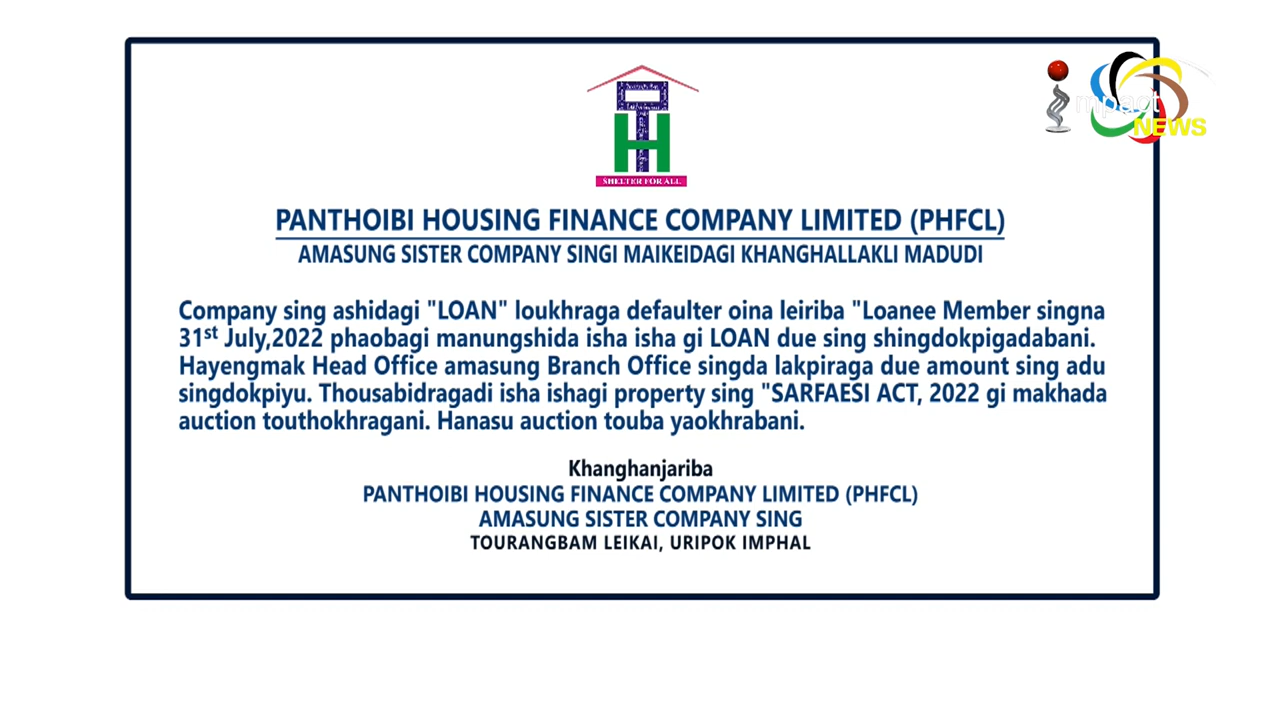 impact
NEWS
SHELTER FOR ALL
PANTHOIBI HOUSING FINANCE COMPANY LIMITED (PHFCL)
AMASUNG SISTER COMPANY SINGI MAIKEIDAGI KHANGHALLAKLI MADUDI
Company sing ashidagi "LOAN" loukhraga defaulter oina leiriba "Loanee Member singna
31st July,2022 phaobagi manungshida isha isha gi LOAN due sing shingdokpigadabani.
Hayengmak Head Office amasung Branch Office singda lakpiraga due amount sing adu
singdokpiyu. Thousabidragadi isha ishagi property sing "SARFAESI ACT, 2022 gi makhada
auction touthokhragani. Hanasu auction touba yaokhrabani.
Khanghanjariba
PANTHOIBI HOUSING FINANCE COMPANY LIMITED (PHFCL)
AMASUNG SISTER COMPANY SING
TOURANGBAM LEIKAI, URIPOK IMPHAL